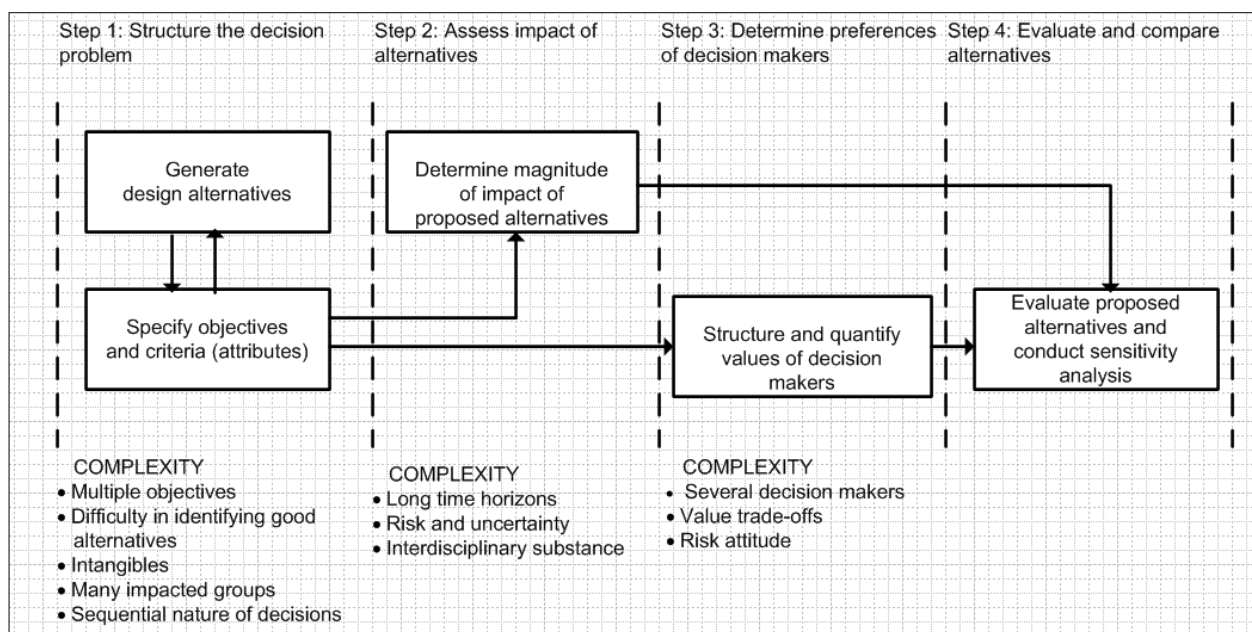 Step 1: Structure the decision
problem
Step 2: Assess impact of
alternatives
Step 3: Determine preferences
of decision makers
Step 4: Evaluate and compare
alternatives
Generate
design alternatives
Determine magnitude
of impact of
proposed alternatives
Specify objectives
and criteria (attributes)
Structure and quantify
values of decision
makers
Evaluate proposed
alternatives and
conduct sensitivity
analysis
COMPLEXITY
• Multiple objectives
• Difficulty in identifying good
alternatives
• Intangibles
• Many impacted groups
• Sequential nature of decisions
COMPLEXITY
• Long time horizons
• Risk and uncertainty
• Interdisciplinary substance
COMPLEXITY
• Several decision makers
• Value trade-offs
• Risk attitude